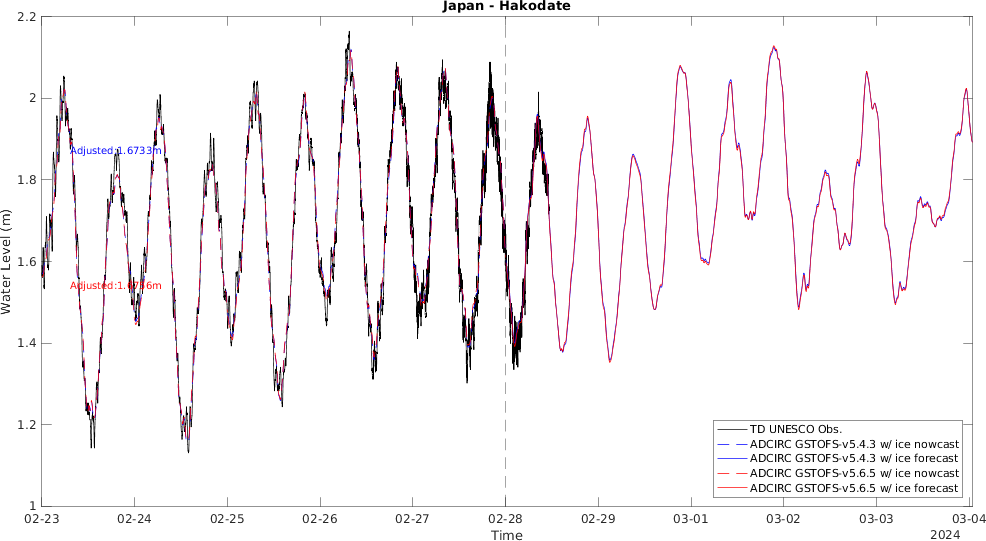 Japan - Hakodate
2.2
2
1.8
1.6
1.4
1.2
1
Water Level (m)
Adjusted:1.6733m
Adjusted:1.6756m
TD UNESCO Obs.
ADCIRC GSTOFS-v5.4.3 w/ ice nowcast
ADCIRC GSTOFS-v5.4.3 w/ ice forecast
ADCIRC GSTOFS-v5.6.5 w/ ice nowcast
ADCIRC GSTOFS-v5.6.5 w/ ice forecast
02-23 02-24 02-25 02-26 02-27 02-28 02-29 03-01 03-02 03-03 03-04
Time
2024